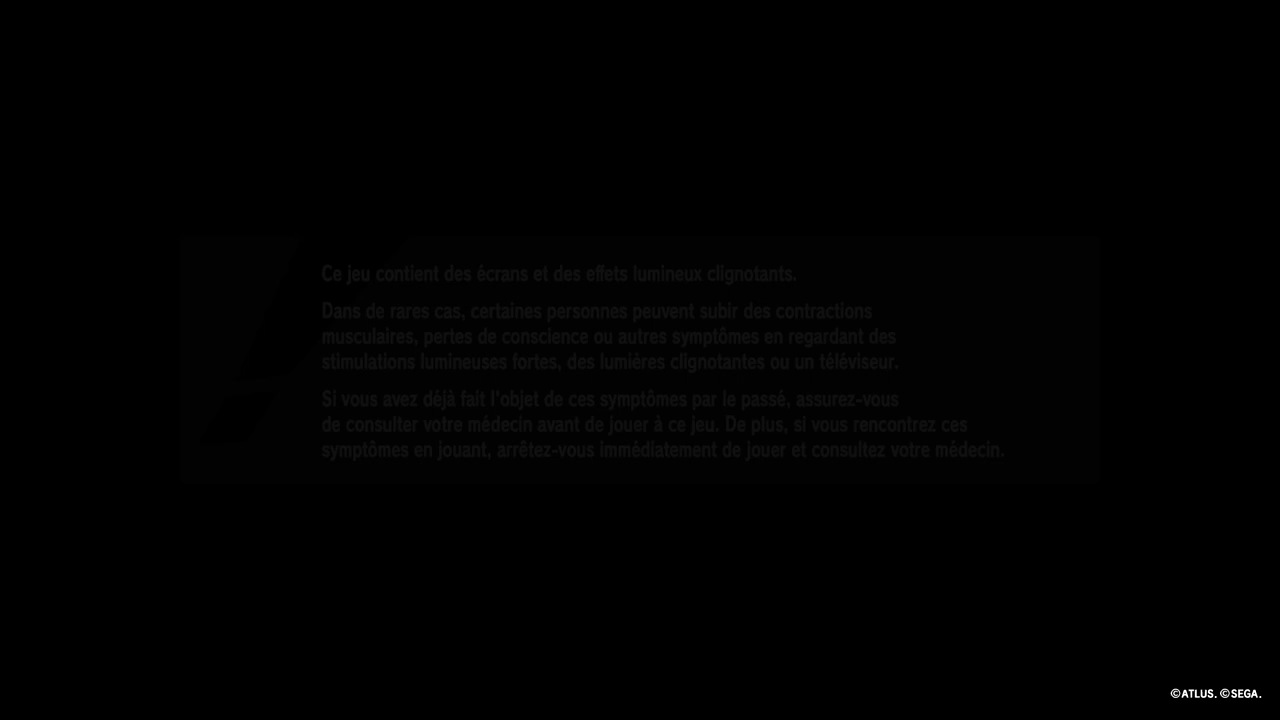 Ce jeu contient des écrans et des effets lumineux clignotants.
Dans de rares cas, certaines personnes peuvent subir des contractions
musculaires, pertes de conscience ou autres symptômes en regardant des
stimulations lumineuses fortes, des lumières clignotantes ou un téléviseur.
Si vous avez déjà fait l'objet de ces symptômes par le passé, assurez-vous
de consulter votre médecin avant de jouer à ce jeu. De plus, si vous rencontrez ces
symptômes en jouant, arrêtez-vous immédiatement de jouer et consultez votre médecin.
©ATLUS. ©SEGA.